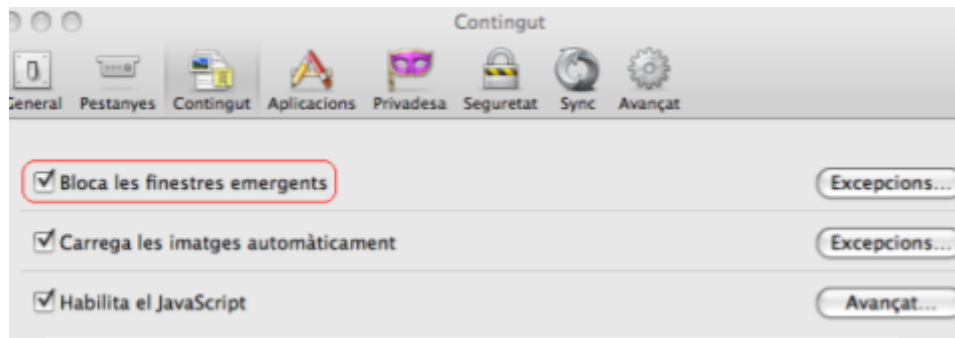 Contingut
General Pestanyes Contingut Aplicacions Privadesa Seguretat Sync Avançat
Bloca les finestres emergents Excepcions...
Carrega les imatges automàticament Excepcions...
Habilita el JavaScript Avançat...